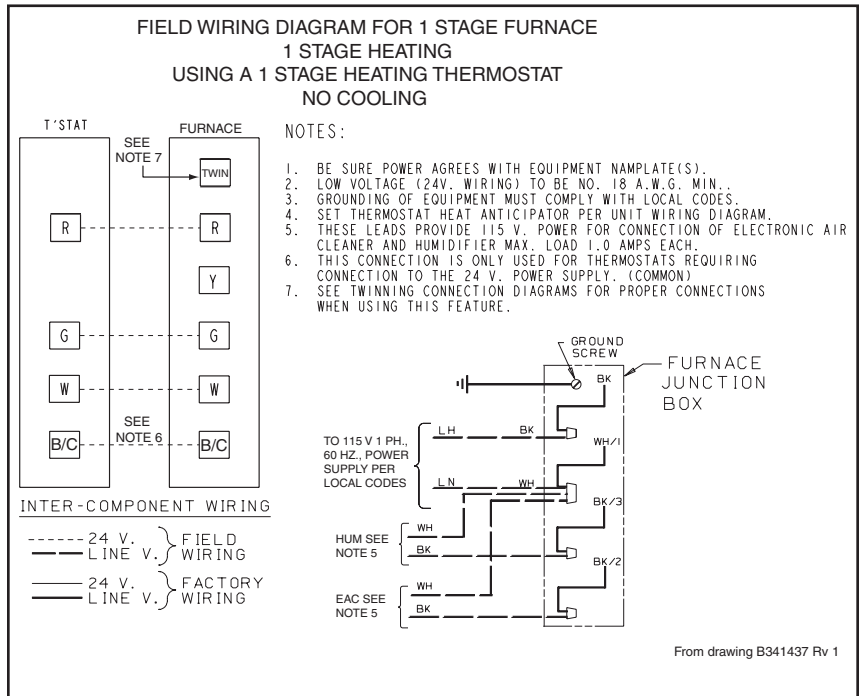 FIELD WIRING DIAGRAM FOR 1 STAGE FURNACE
1 STAGE HEATING
USING A 1 STAGE HEATING THERMOSTAT
NO COOLING
T'STAT
FURNACE
SEE
NOTE 7
TWIN
R
R
Y
G
G
W
W
SEE
NOTE 6
B/C
B/C
INTER-COMPONENT WIRING
24 V.
LINE V.
FIELD
WIRING
24 V.
LINE V.
FACTORY
WIRING
NOTES:
1. BE SURE POWER AGREES WITH EQUIPMENT NAMPLATE(S).
2. LOW VOLTAGE (24V. WIRING) TO BE NO. 18 A.W.G. MIN..
3. GROUNDING OF EQUIPMENT MUST COMPLY WITH LOCAL CODES.
4. SET THERMOSTAT HEAT ANTICIPATOR PER UNIT WIRING DIAGRAM.
5. THESE LEADS PROVIDE 115 V. POWER FOR CONNECTION OF ELECTRONIC AIR
CLEANER AND HUMIDIFIER MAX. LOAD 1.0 AMPS EACH.
6. THIS CONNECTION IS ONLY USED FOR THERMOSTATS REQUIRING
CONNECTION TO THE 24 V. POWER SUPPLY. (COMMON)
7. SEE TWINNING CONNECTION DIAGRAMS FOR PROPER CONNECTIONS
WHEN USING THIS FEATURE.
GROUND
SCREW
BK
FURNACE
JUNCTION
BOX
TO 115 V 1 PH.,
60 HZ., POWER
SUPPLY PER
LOCAL CODES
LH
BK
WH/1
LN
WH
BK/3
HUM SEE
NOTE 5
WH
BK
BK/2
EAC SEE
NOTE 5
WH
BK
From drawing B341437 Rv 1